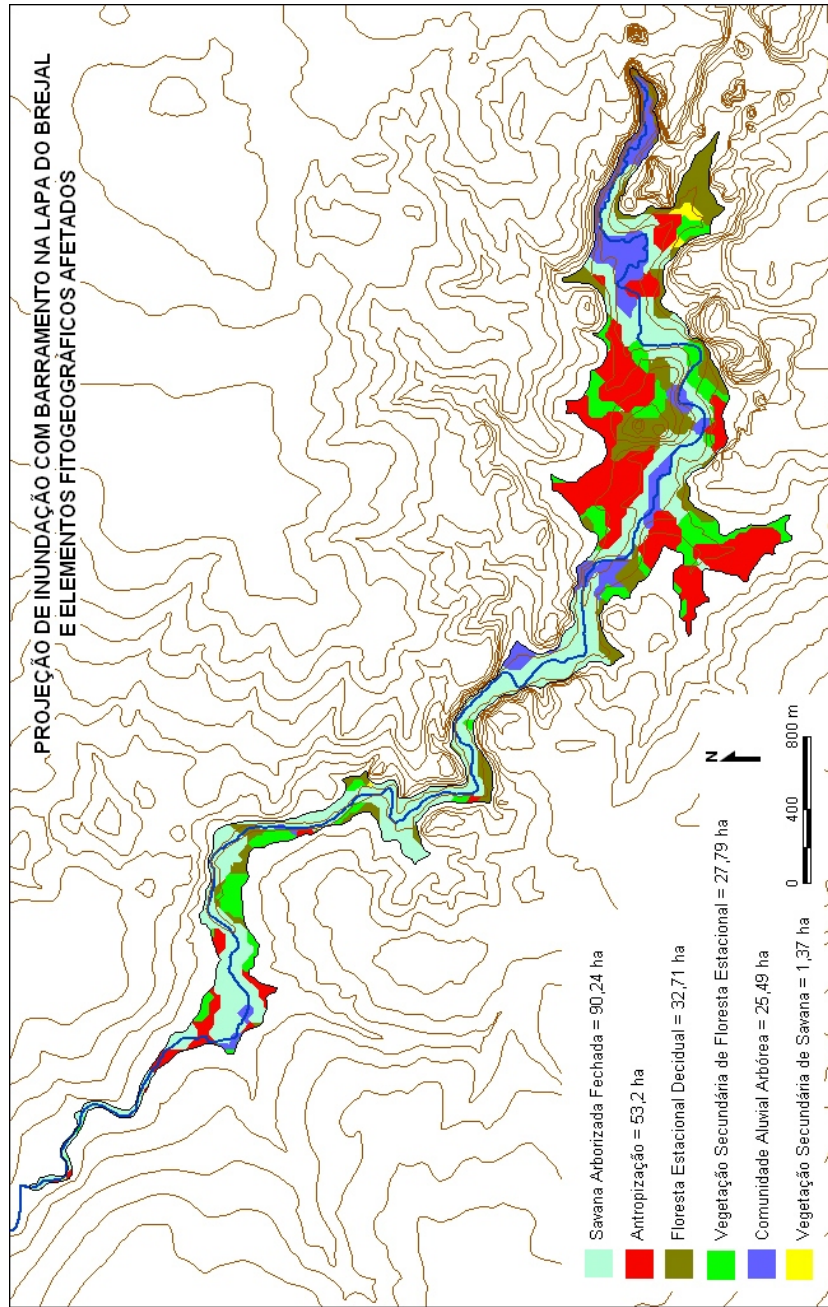 PROJEÇÃO DE INUNDAÇÃO COM BARRAMENTO NA LAPA DO BREJAL
E ELEMENTOS FITOGEOGRÁFICOS AFETADOS
Savana Arborizada Fechada = 90,24 ha
Antropização = 53,2 ha
Floresta Estacional Decidual = 32,71 ha
Vegetação Secundária de Floresta Estacional = 27,79 ha
Comunidade Aluvial Arbórea = 25,49 ha
Vegetação Secundária de Savana = 1,37 ha
N
0 400 800 m